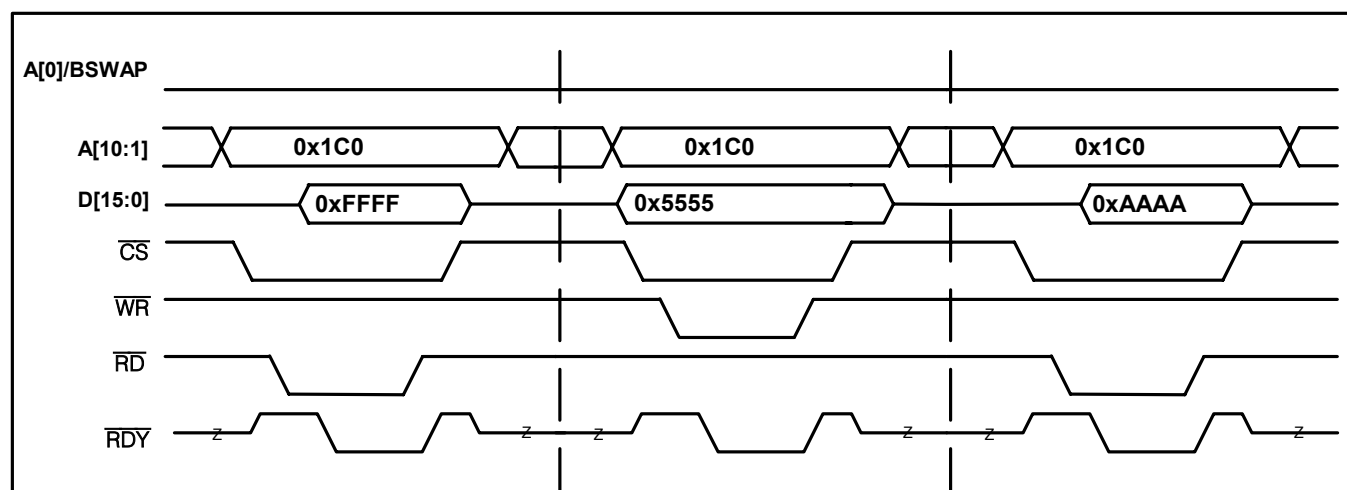 A[0]/BSWAP
A[10:1] 0x1C0 0x1C0 0x1C0
D[15:0] 0xFFFF 0x5555 0xAAAA
CS
WR
RD
RDY Z Z Z Z Z Z